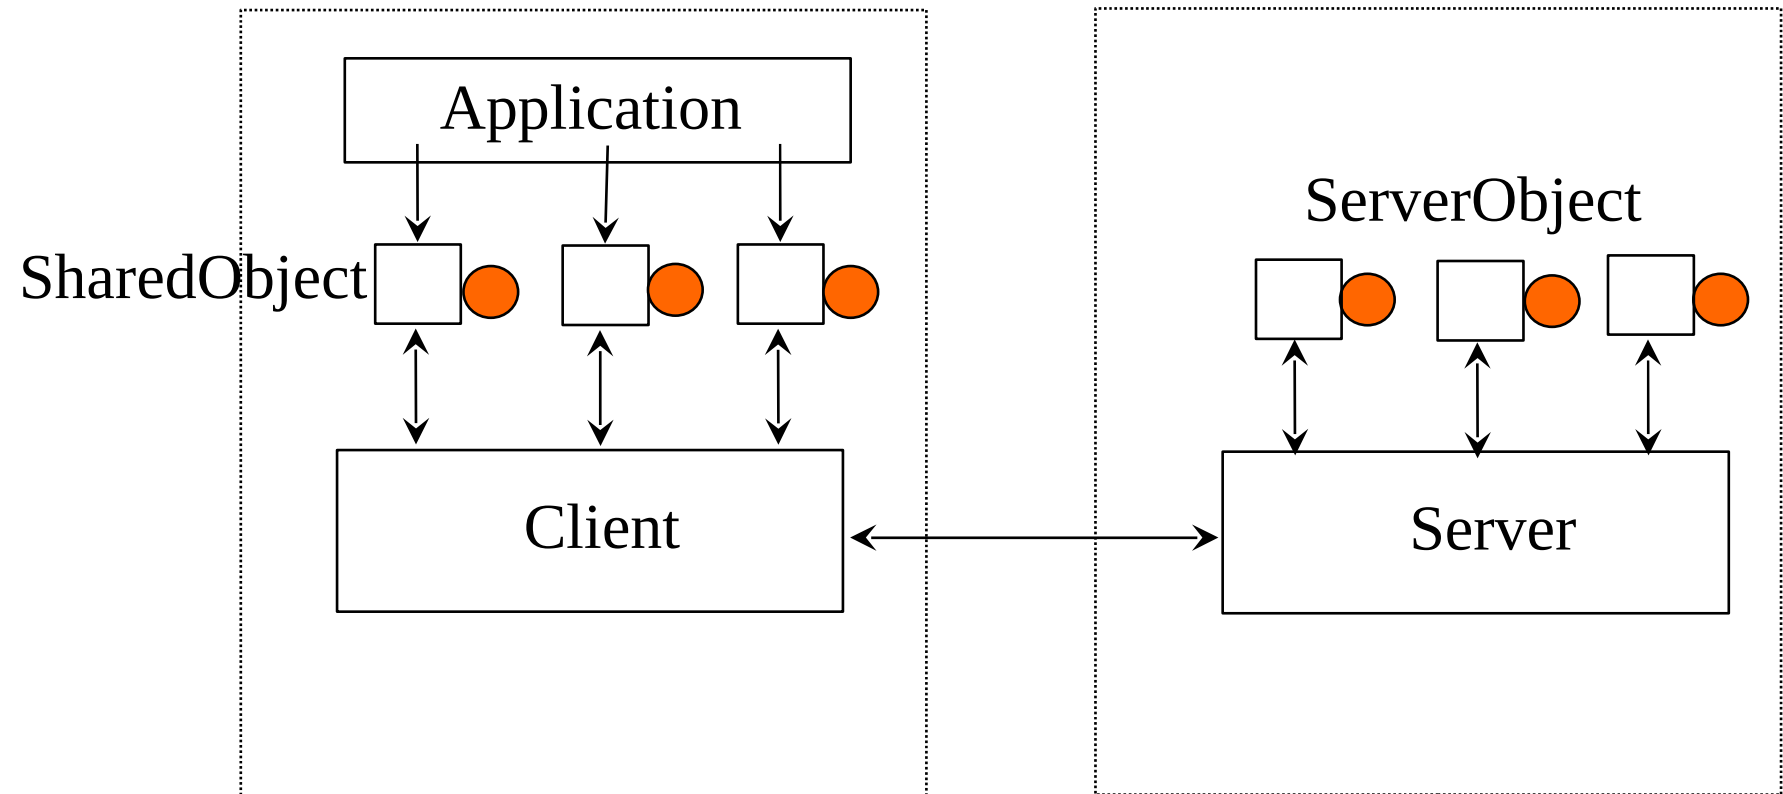 Application
ServerObject
SharedObject
Client
Server